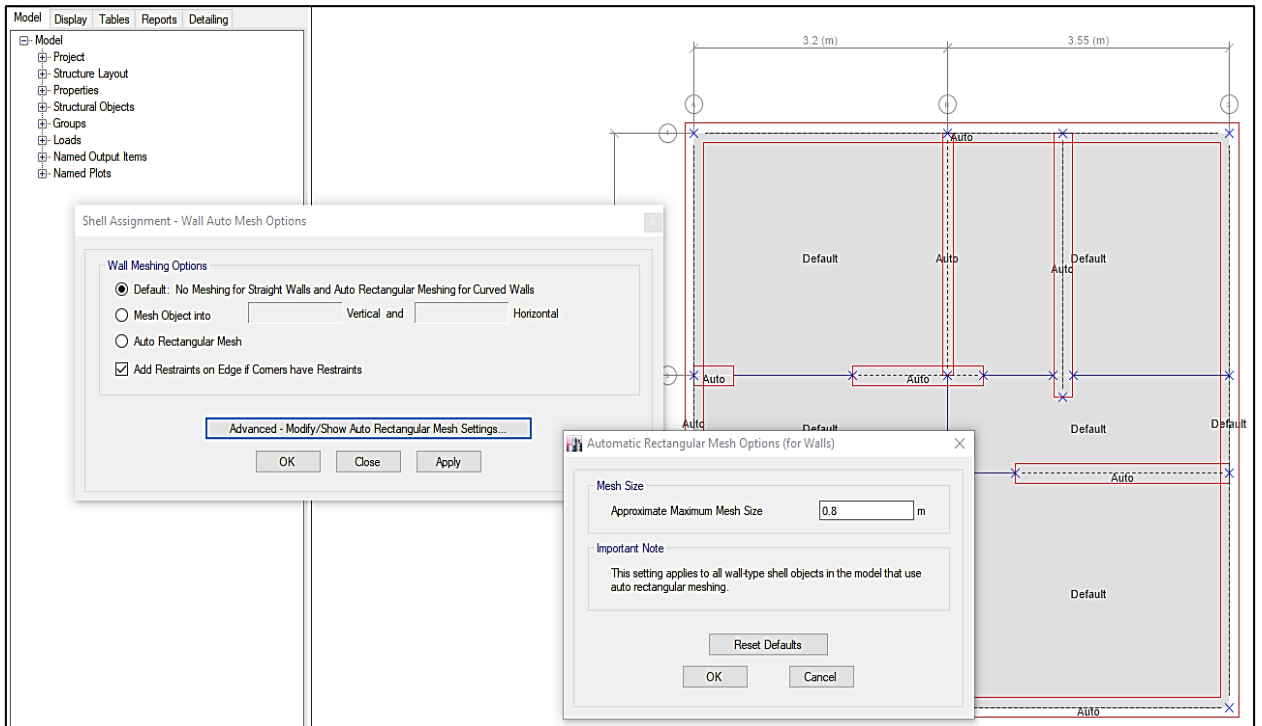 Model Display Tables Reports Detailing
Model
Project
Structure Layout
Properties
Structural Objects
Groups
Loads
Named Output Items
Named Plots
3.2 (m) 3.55 (m)
Auto
Default Auto Default
Auto
Auto Auto
Auto Default Default Default
Auto
Default
Auto
Shell Assignment - Wall Auto Mesh Options
x
Wall Meshing Options
Default: No Meshing for Straight Walls and Auto Rectangular Meshing for Curved Walls
Mesh Object into Vertical and Horizontal
Auto Rectangular Mesh
Add Restraints on Edge if Corners have Restraints
Advanced - Modify/Show Auto Rectangular Mesh Settings...
OK Close Apply
Automatic Rectangular Mesh Options (for Walls)
Mesh Size
Approximate Maximum Mesh Size 0.8 m
Important Note
This setting applies to all wall-type shell objects in the model that use
auto rectangular meshing.
Reset Defaults
OK Cancel